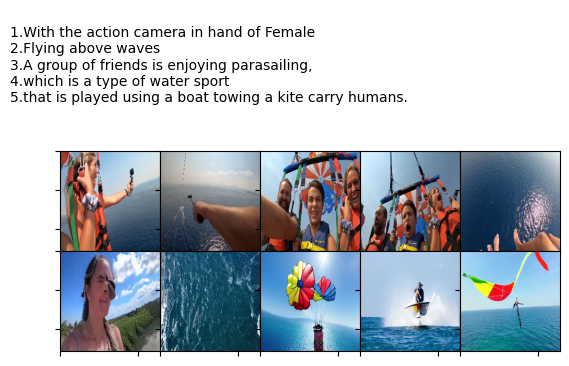 1.With the action camera in hand of Female
2.Flying above waves
3.A group of friends is enjoying parasailing,
4.which is a type of water sport
5.that is played using a boat towing a kite carry humans.